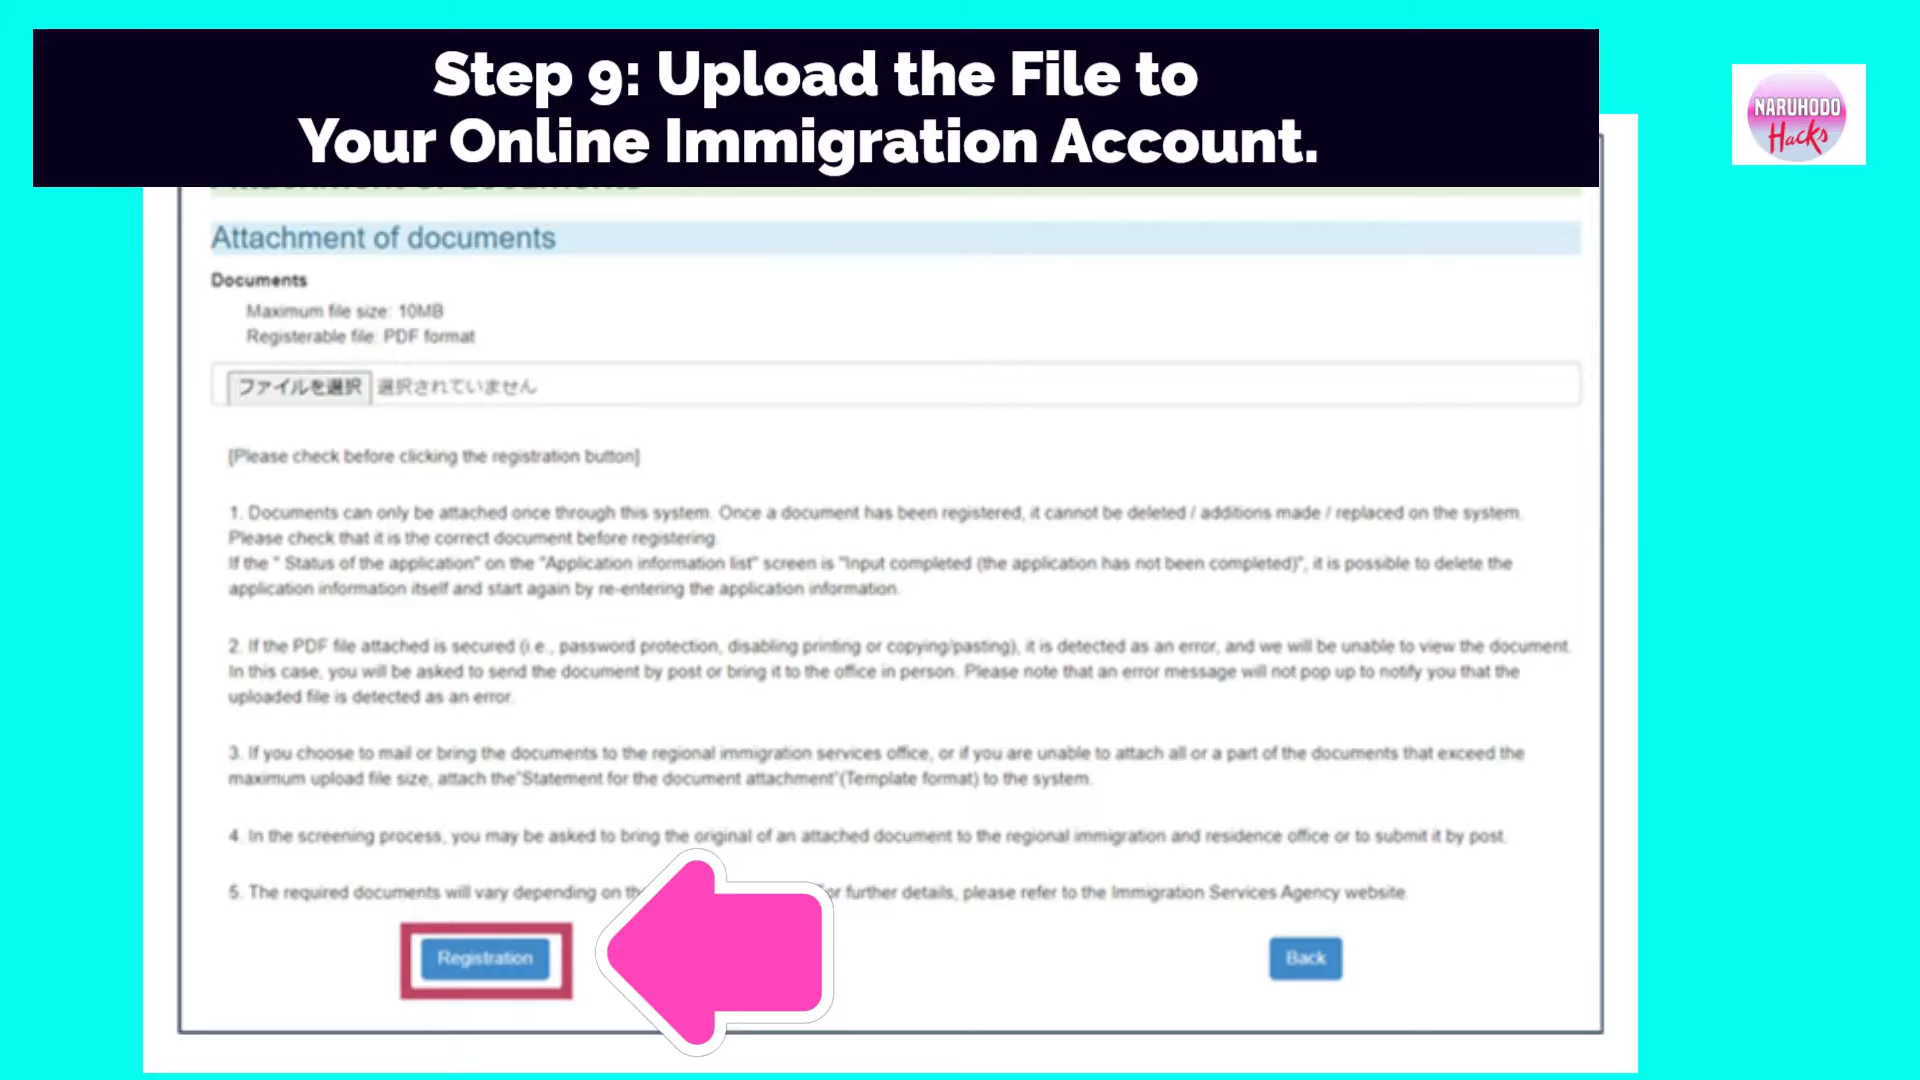 Step 9: Upload the File to
Your Online Immigration Account.
NARUHODO
Hacks
Attachment of documents
Attachment of documents
Documents
Maximum file size: 10MB
Registerable file: PDF format
ファイルを選択 選択されていません
[Please check before clicking the registration button]
1. Documents can only be attached once through this system. Once a document has been registered, it cannot be deleted / additions made / replaced on the system.
Please check that it is the correct document before registering.
If the " Status of the application" on the "Application information list" screen is "Input completed (the application has not been completed)", it is possible to delete the
application information itself and start again by re-entering the application information.
2. If the PDF file attached is secured (i.e., password protection, disabling printing or copying/pasting), it is detected as an error, and we will be unable to view the document.
In this case, you will be asked to send the document by post or bring it to the office in person. Please note that an error message will not pop up to notify you that the
uploaded file is detected as an error.
3. If you choose to mail or bring the documents to the regional immigration services office, or if you are unable to attach all or a part of the documents that exceed the
maximum upload file size, attach the"Statement for the document attachment"(Template format) to the system.
4. In the screening process, you may be asked to bring the original of an attached document to the regional immigration and residence office or to submit it by post.
5. The required documents will vary depending on further details, please refer to the Immigration Services Agency website.
Registration
Back